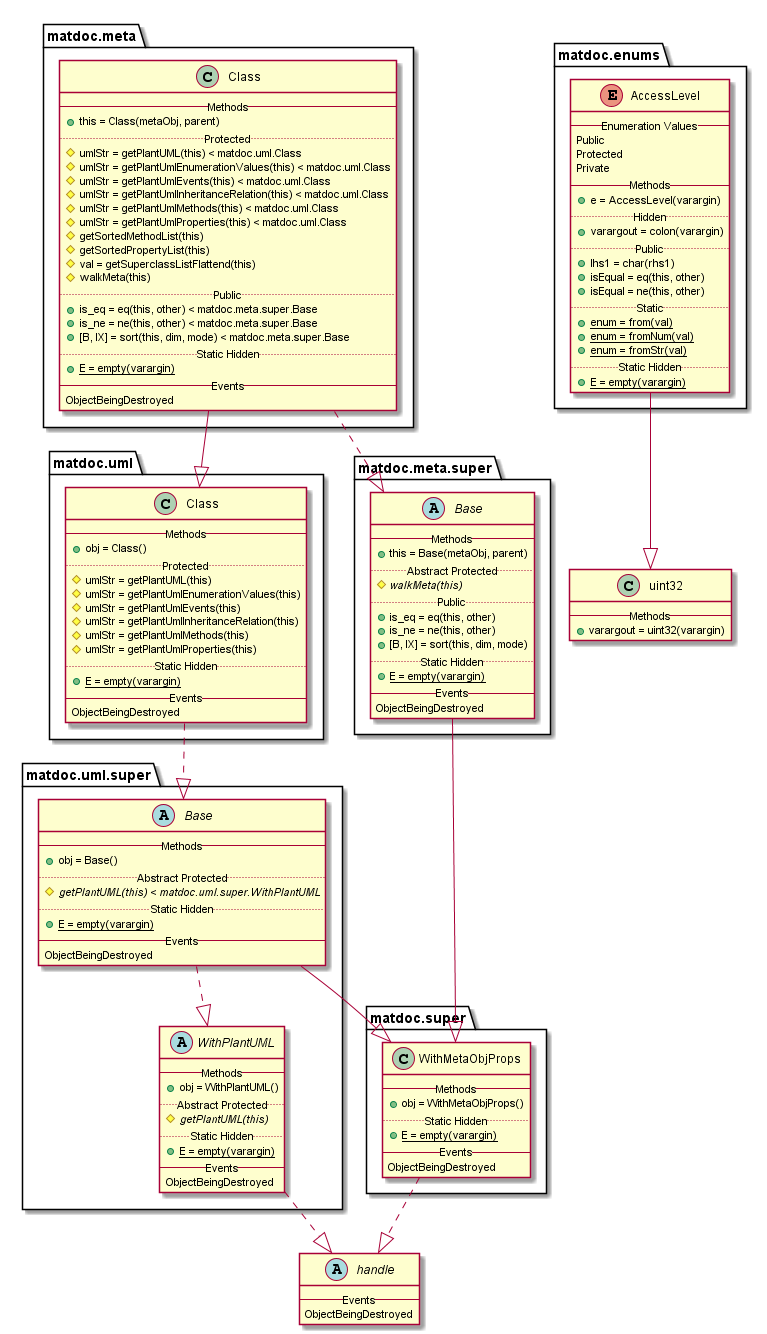 matdoc.meta
Class
Methods
this = Class(metaObj, parent)
Protected
umlStr = getPlantUML(this) < matdoc.uml.Class
umlStr = getPlantUmlEnumerationValues(this) < matdoc.uml.Class
umlStr = getPlantUmlEvents(this) < matdoc.uml.Class
umlStr = getPlantUmlInheritanceRelation(this) < matdoc.uml.Class
umlStr = getPlantUmlMethods(this) < matdoc.uml.Class
umlStr = getPlantUmlProperties(this) < matdoc.uml.Class
getSortedMethodList(this)
getSortedPropertyList(this)
val = getSuperclassListFlattend(this)
walkMeta(this)
Public
is_eq = eq(this, other) < matdoc.meta.super.Base
is_ne = ne(this, other) < matdoc.meta.super.Base
[B, IX] = sort(this, dim, mode) < matdoc.meta.super.Base
Static Hidden
E = empty(varargin)
Events
ObjectBeingDestroyed
matdoc.enums
AccessLevel
Enumeration Values
Public
Protected
Private
Methods
e = AccessLevel(varargin)
Hidden
varargout = colon(varargin)
Public
lhs1 = char(rhs1)
isEqual = eq(this, other)
isEqual = ne(this, other)
Static
enum = from(val)
enum = fromNum(val)
enum = fromStr(val)
Static Hidden
E = empty(varargin)
matdoc.uml
Class
Methods
obj = Class()
Protected
umlStr = getPlantUML(this)
umlStr = getPlantUmlEnumerationValues(this)
umlStr = getPlantUmlEvents(this)
umlStr = getPlantUmlInheritanceRelation(this)
umlStr = getPlantUmlMethods(this)
umlStr = getPlantUmlProperties(this)
Static Hidden
E = empty(varargin)
Events
ObjectBeingDestroyed
matdoc.meta.super
Base
Methods
this = Base(metaObj, parent)
Abstract Protected
walkMeta(this)
Public
is_eq = eq(this, other)
is_ne = ne(this, other)
[B, IX] = sort(this, dim, mode)
Static Hidden
E = empty(varargin)
Events
ObjectBeingDestroyed
uint32
Methods
varargout = uint32(varargin)
matdoc.uml.super
Base
Methods
obj = Base()
Abstract Protected
getPlantUML(this) < matdoc.uml.super.WithPlantUML
Static Hidden
E = empty(varargin)
Events
ObjectBeingDestroyed
WithPlantUML
Methods
obj = WithPlantUML()
Abstract Protected
getPlantUML(this)
Static Hidden
E = empty(varargin)
Events
ObjectBeingDestroyed
matdoc.super
WithMetaObjProps
Methods
obj = WithMetaObjProps()
Static Hidden
E = empty(varargin)
Events
ObjectBeingDestroyed
handle
Events
ObjectBeingDestroyed